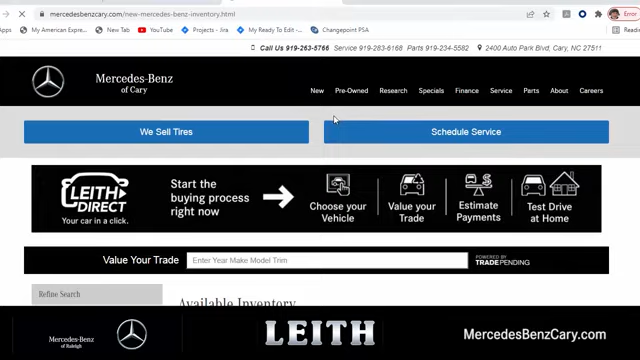 mercedesbenzcary.com/new-mercedes-benz-inventory.html
Error
Apps My American Expre... New Tab YouTube Projects - Jira My Ready To Edit -... Changepoint PSA
Call Us 919-263-5766 Service 919-283-6168 Parts 919-234-5582 2400 Auto Park Blvd, Cary, NC 27511
Mercedes-Benz
of Cary
New Pre-Owned Research Specials Finance Service Parts About Careers
We Sell Tires Schedule Service
LEITH
DIRECT
Your car in a click.
Start the
buying process
right now
Choose your
Vehicle
Value your
Trade
Estimate
Payments
Test Drive
at Home
Value Your Trade Enter Year Make Model Trim POWERED BY
TRADEPENDING
Refine Search
Available Inventory
Mercedes-Benz
of Raleigh
LEITH
MercedesBenzCary.com